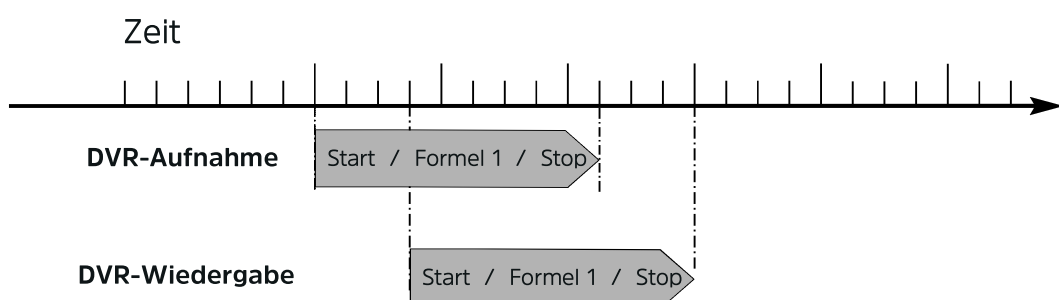 Zeit
DVR-Aufnahme Start / Formel 1 / Stop
DVR-Wiedergabe Start / Formel 1 / Stop